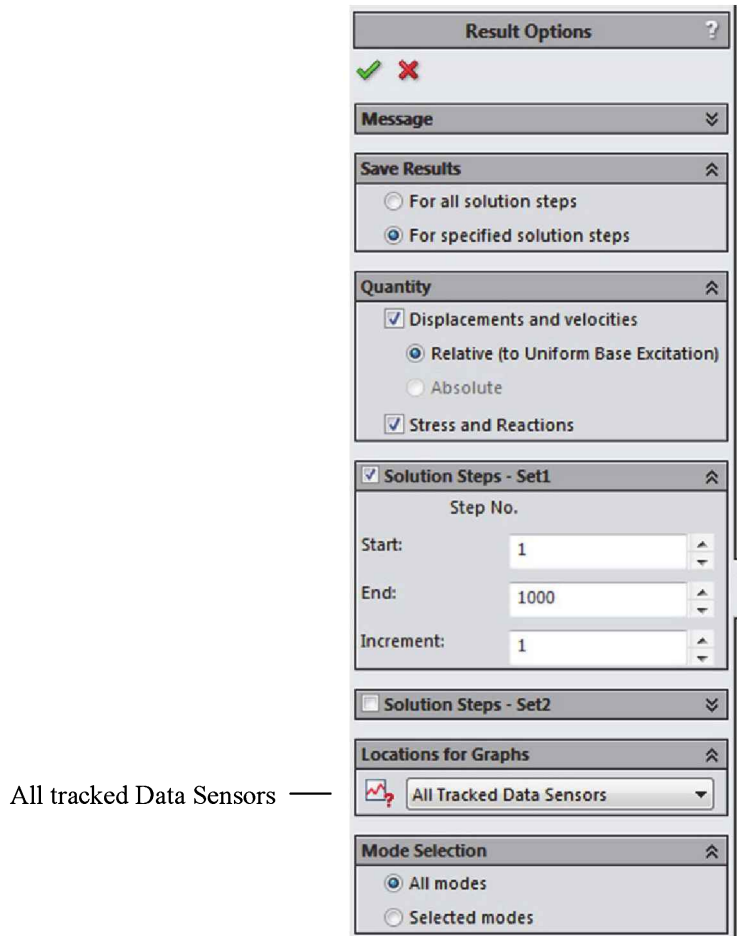 Result Options ?
Message
Save Results
For all solution steps
For specified solution steps
Quantity
Displacements and velocities
Relative (to Uniform Base Excitation)
Absolute
Stress and Reactions
Solution Steps - Set1
Step No.
Start: 1
End: 1000
Increment: 1
Solution Steps - Set2
Locations for Graphs
All tracked Data Sensors
? All Tracked Data Sensors
Mode Selection
All modes
Selected modes